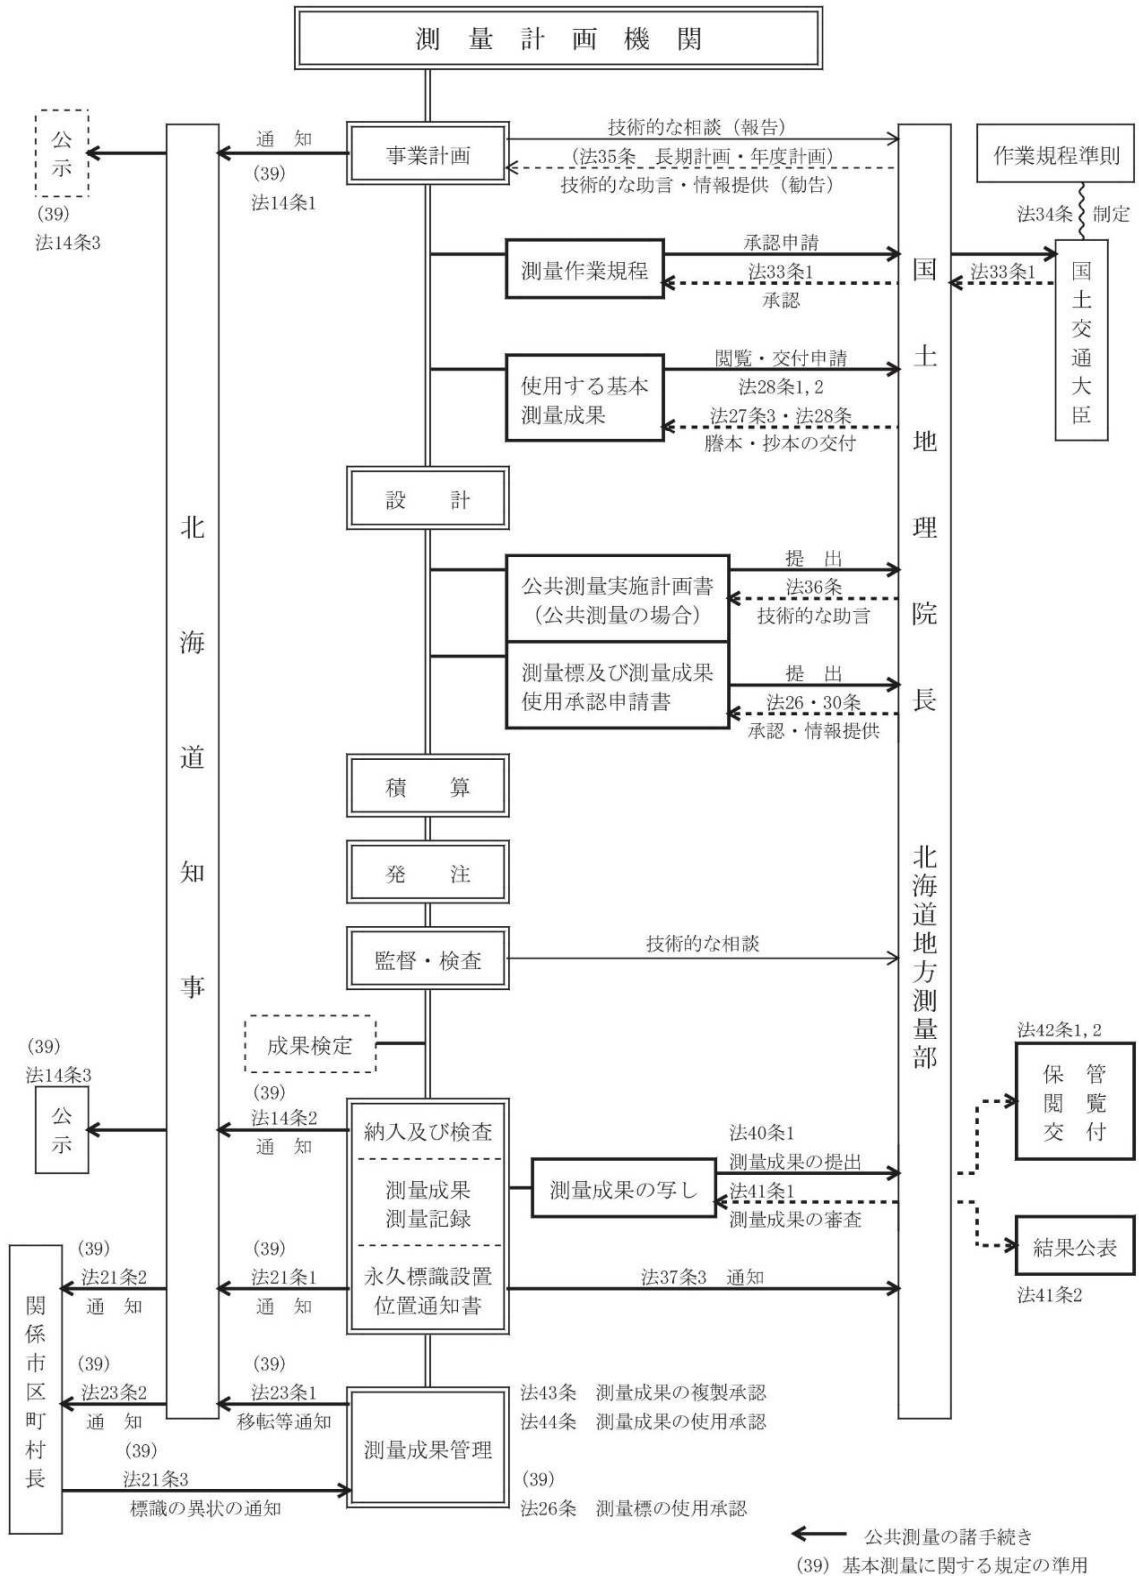 測量計画機関
公示
(39)
法14条3
通知
(39)
法14条1
事業計画
技術的な相談（報告）
(法35条　長期計画・年度計画)
技術的な助言・情報提供（勧告）
作業規程準則
法34条　制定
測量作業規程
承認申請
法33条1
承認
法33条1
国土交通大臣
使用する基本
測量成果
閲覧・交付申請
法28条1, 2
法27条3・法28条
謄本・抄本の交付
設計
公共測量実施計画書
(公共測量の場合)
提出
法36条
技術的な助言
測量標及び測量成果
使用承認申請書
提出
法26・30条
承認・情報提供
国土地理院長
北海道地方測量部
北海道知事
積算
発注
監督・検査
技術的な相談
成果検定
(39)
法14条3
公示
(39)
法14条2
通知
納入及び検査
測量成果
測量記録
永久標識設置
位置通知書
測量成果の写し
法40条1
測量成果の提出
法41条1
測量成果の審査
法42条1, 2
保管
閲覧
交付
結果公表
法41条2
法37条3　通知
(39)
法21条2
通知
(39)
法21条1
通知
関係市区町村長
(39)
法23条2
通知
(39)
法23条1
移転等通知
(39)
法21条3
標識の異状の通知
測量成果管理
法43条　測量成果の複製承認
法44条　測量成果の使用承認
(39)
法26条　測量標の使用承認
公共測量の諸手続き
(39) 基本測量に関する規定の準用